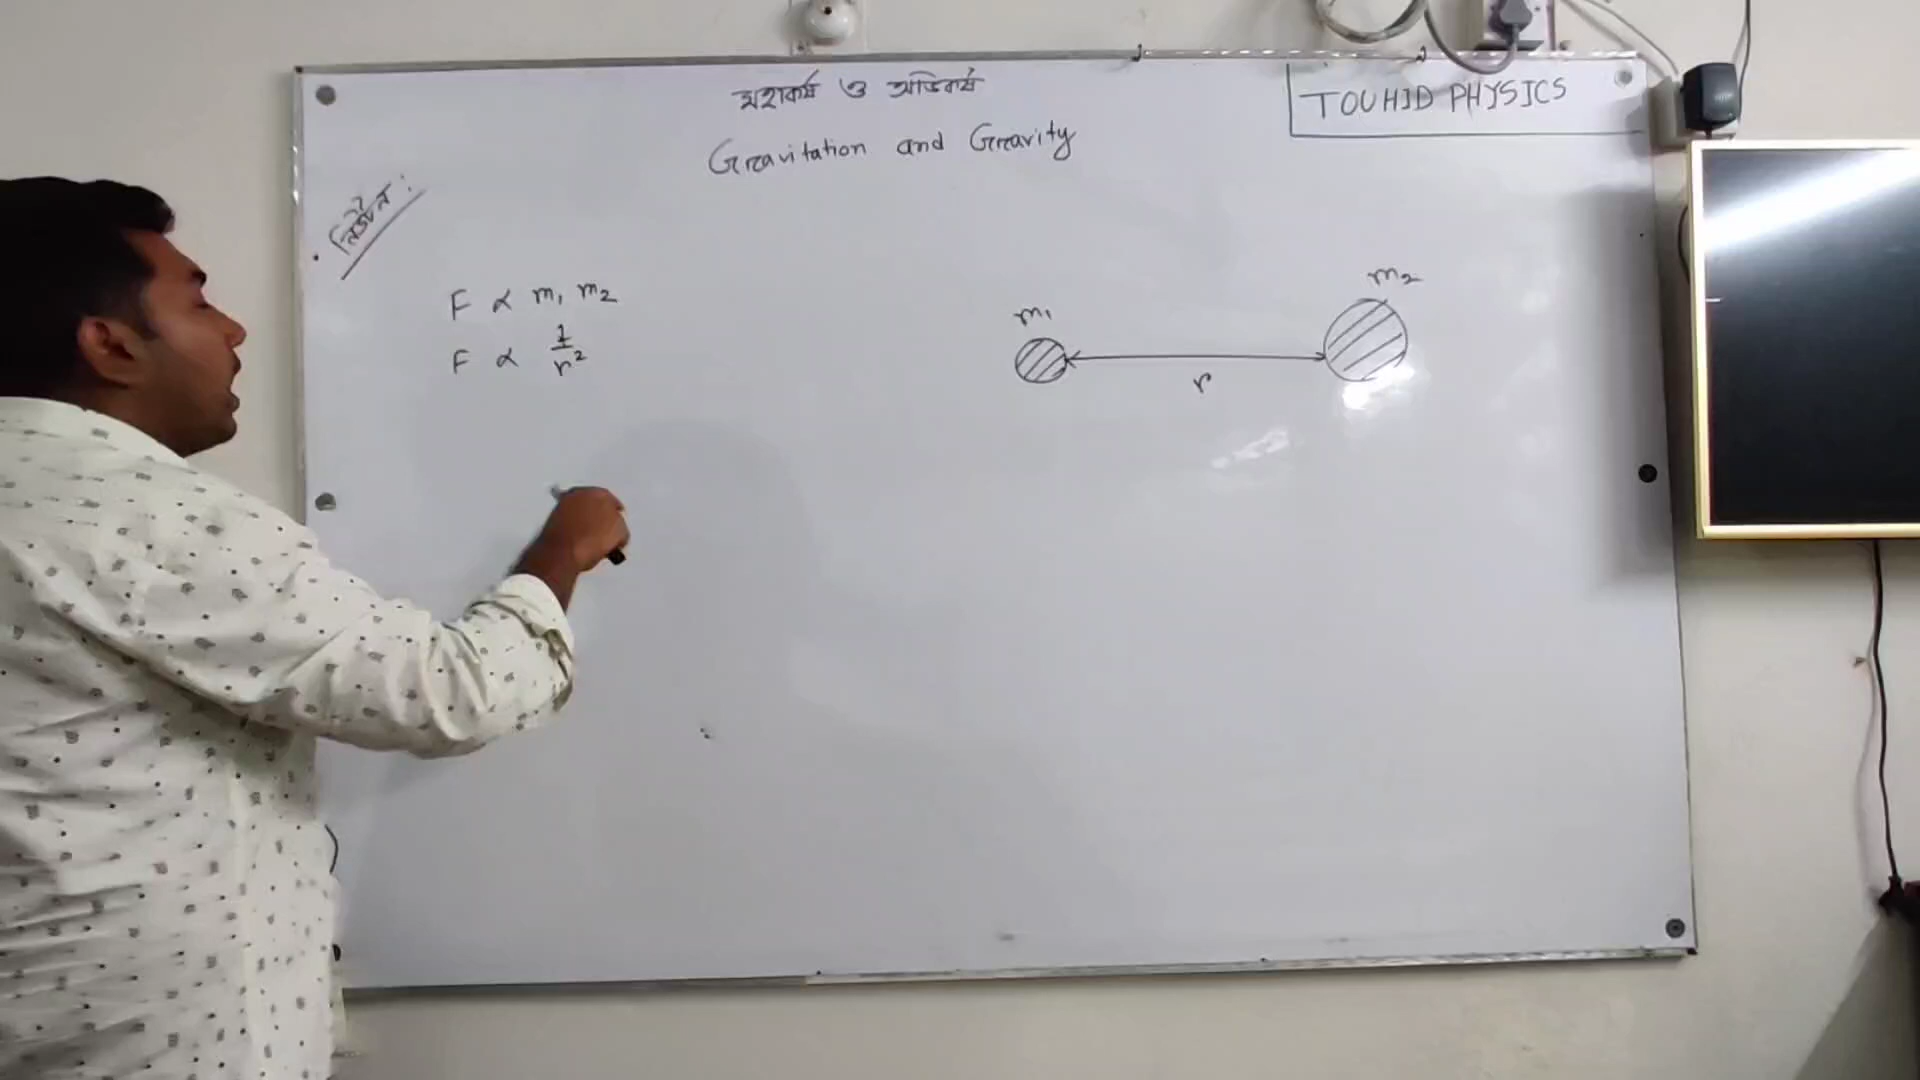 মহাকর্ষ ও অভিকর্ষ
TOUHID PHYSICS
Gravitation and Gravity
নিউটন :
F ∝ m₁ m₂
F ∝ 1/r²
m₁
m₂
r